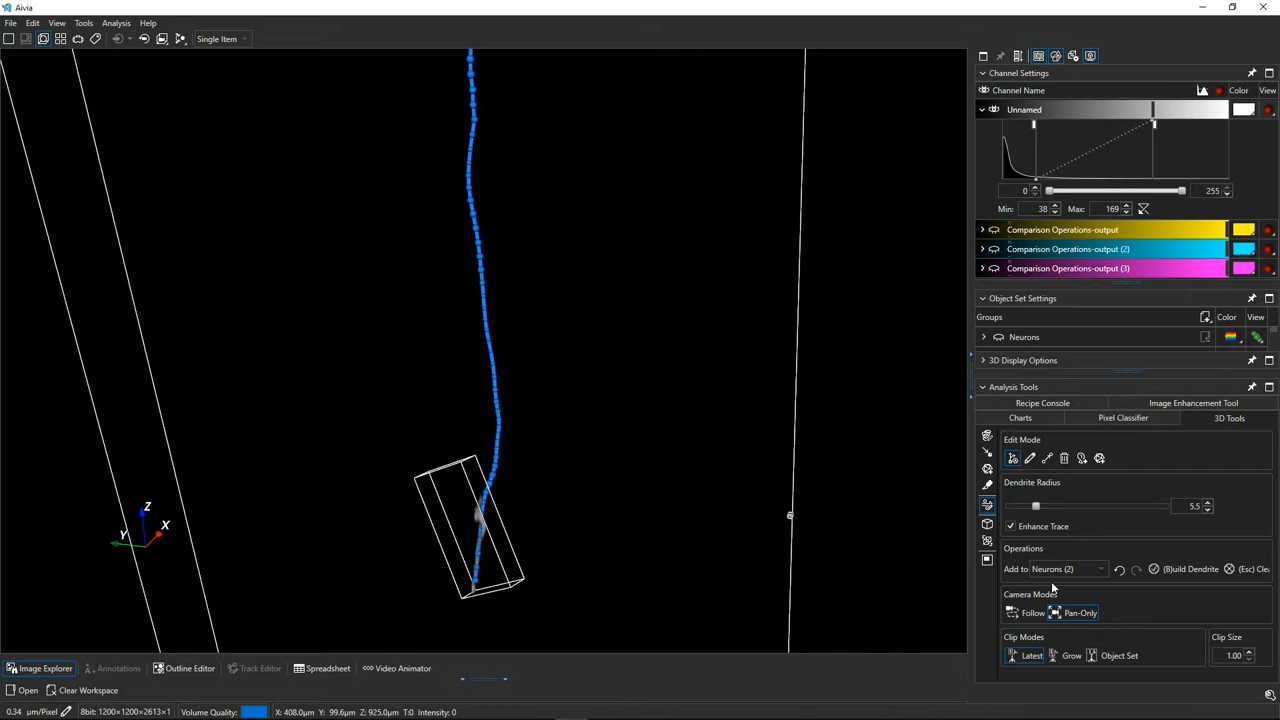 Aivia
File Edit View Tools Analysis Help
Single Item
Channel Settings
Channel Name Color View
Unnamed
0 255
Min: 38 Max: 169
Comparison Operations-output
Comparison Operations-output (2)
Comparison Operations-output (3)
Object Set Settings
Groups Color View
Neurons
3D Display Options
Analysis Tools
Recipe Console Image Enhancement Tool
Charts Pixel Classifier 3D Tools
Edit Mode
Dendrite Radius
5.5
Enhance Trace
Operations
Add to Neurons (2) (B)uild Dendrite (Esc) Clea
Camera Modes
Follow Pan-Only
Clip Modes Clip Size
Latest Grow Object Set 1.00
Z
X
Y
Image Explorer Annotations Outline Editor Track Editor Spreadsheet Video Animator
Open Clear Workspace
0.34 µm/Pixel 8bit: 1200×1200×2613×1 Volume Quality: X: 408.0µm Y: 99.6µm Z: 925.0µm T:0 Intensity: 0